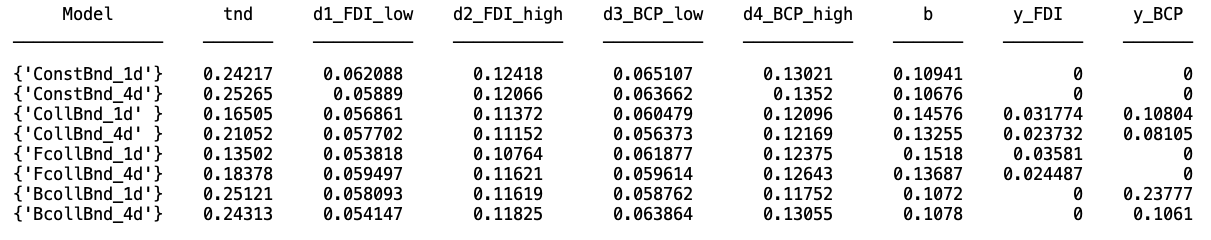 Model tnd d1_FDI_low d2_FDI_high d3_BCP_low d4_BCP_high b y_FDI y_BCP
{'ConstBnd_1d'} 0.24217 0.062088 0.12418 0.065107 0.13021 0.10941 0 0
{'ConstBnd_4d'} 0.25265 0.05889 0.12066 0.063662 0.1352 0.10676 0 0
{'CollBnd_1d' } 0.16505 0.056861 0.11372 0.060479 0.12096 0.14576 0.031774 0.10804
{'CollBnd_4d' } 0.21052 0.057702 0.11152 0.056373 0.12169 0.13255 0.023732 0.08105
{'FcollBnd_1d'} 0.13502 0.053818 0.10764 0.061877 0.12375 0.1518 0.03581 0
{'FcollBnd_4d'} 0.18378 0.059497 0.11621 0.059614 0.12643 0.13687 0.024487 0
{'BcollBnd_1d'} 0.25121 0.058093 0.11619 0.058762 0.11752 0.1072 0 0.23777
{'BcollBnd_4d'} 0.24313 0.054147 0.11825 0.063864 0.13055 0.1078 0 0.1061